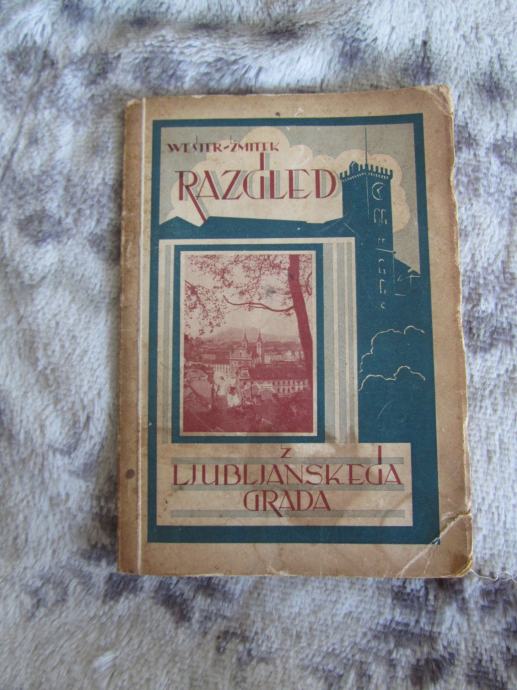 WESTER-ŽMITEK
RAZGLED
Z
LJUBLJANSKEGA
GRADA